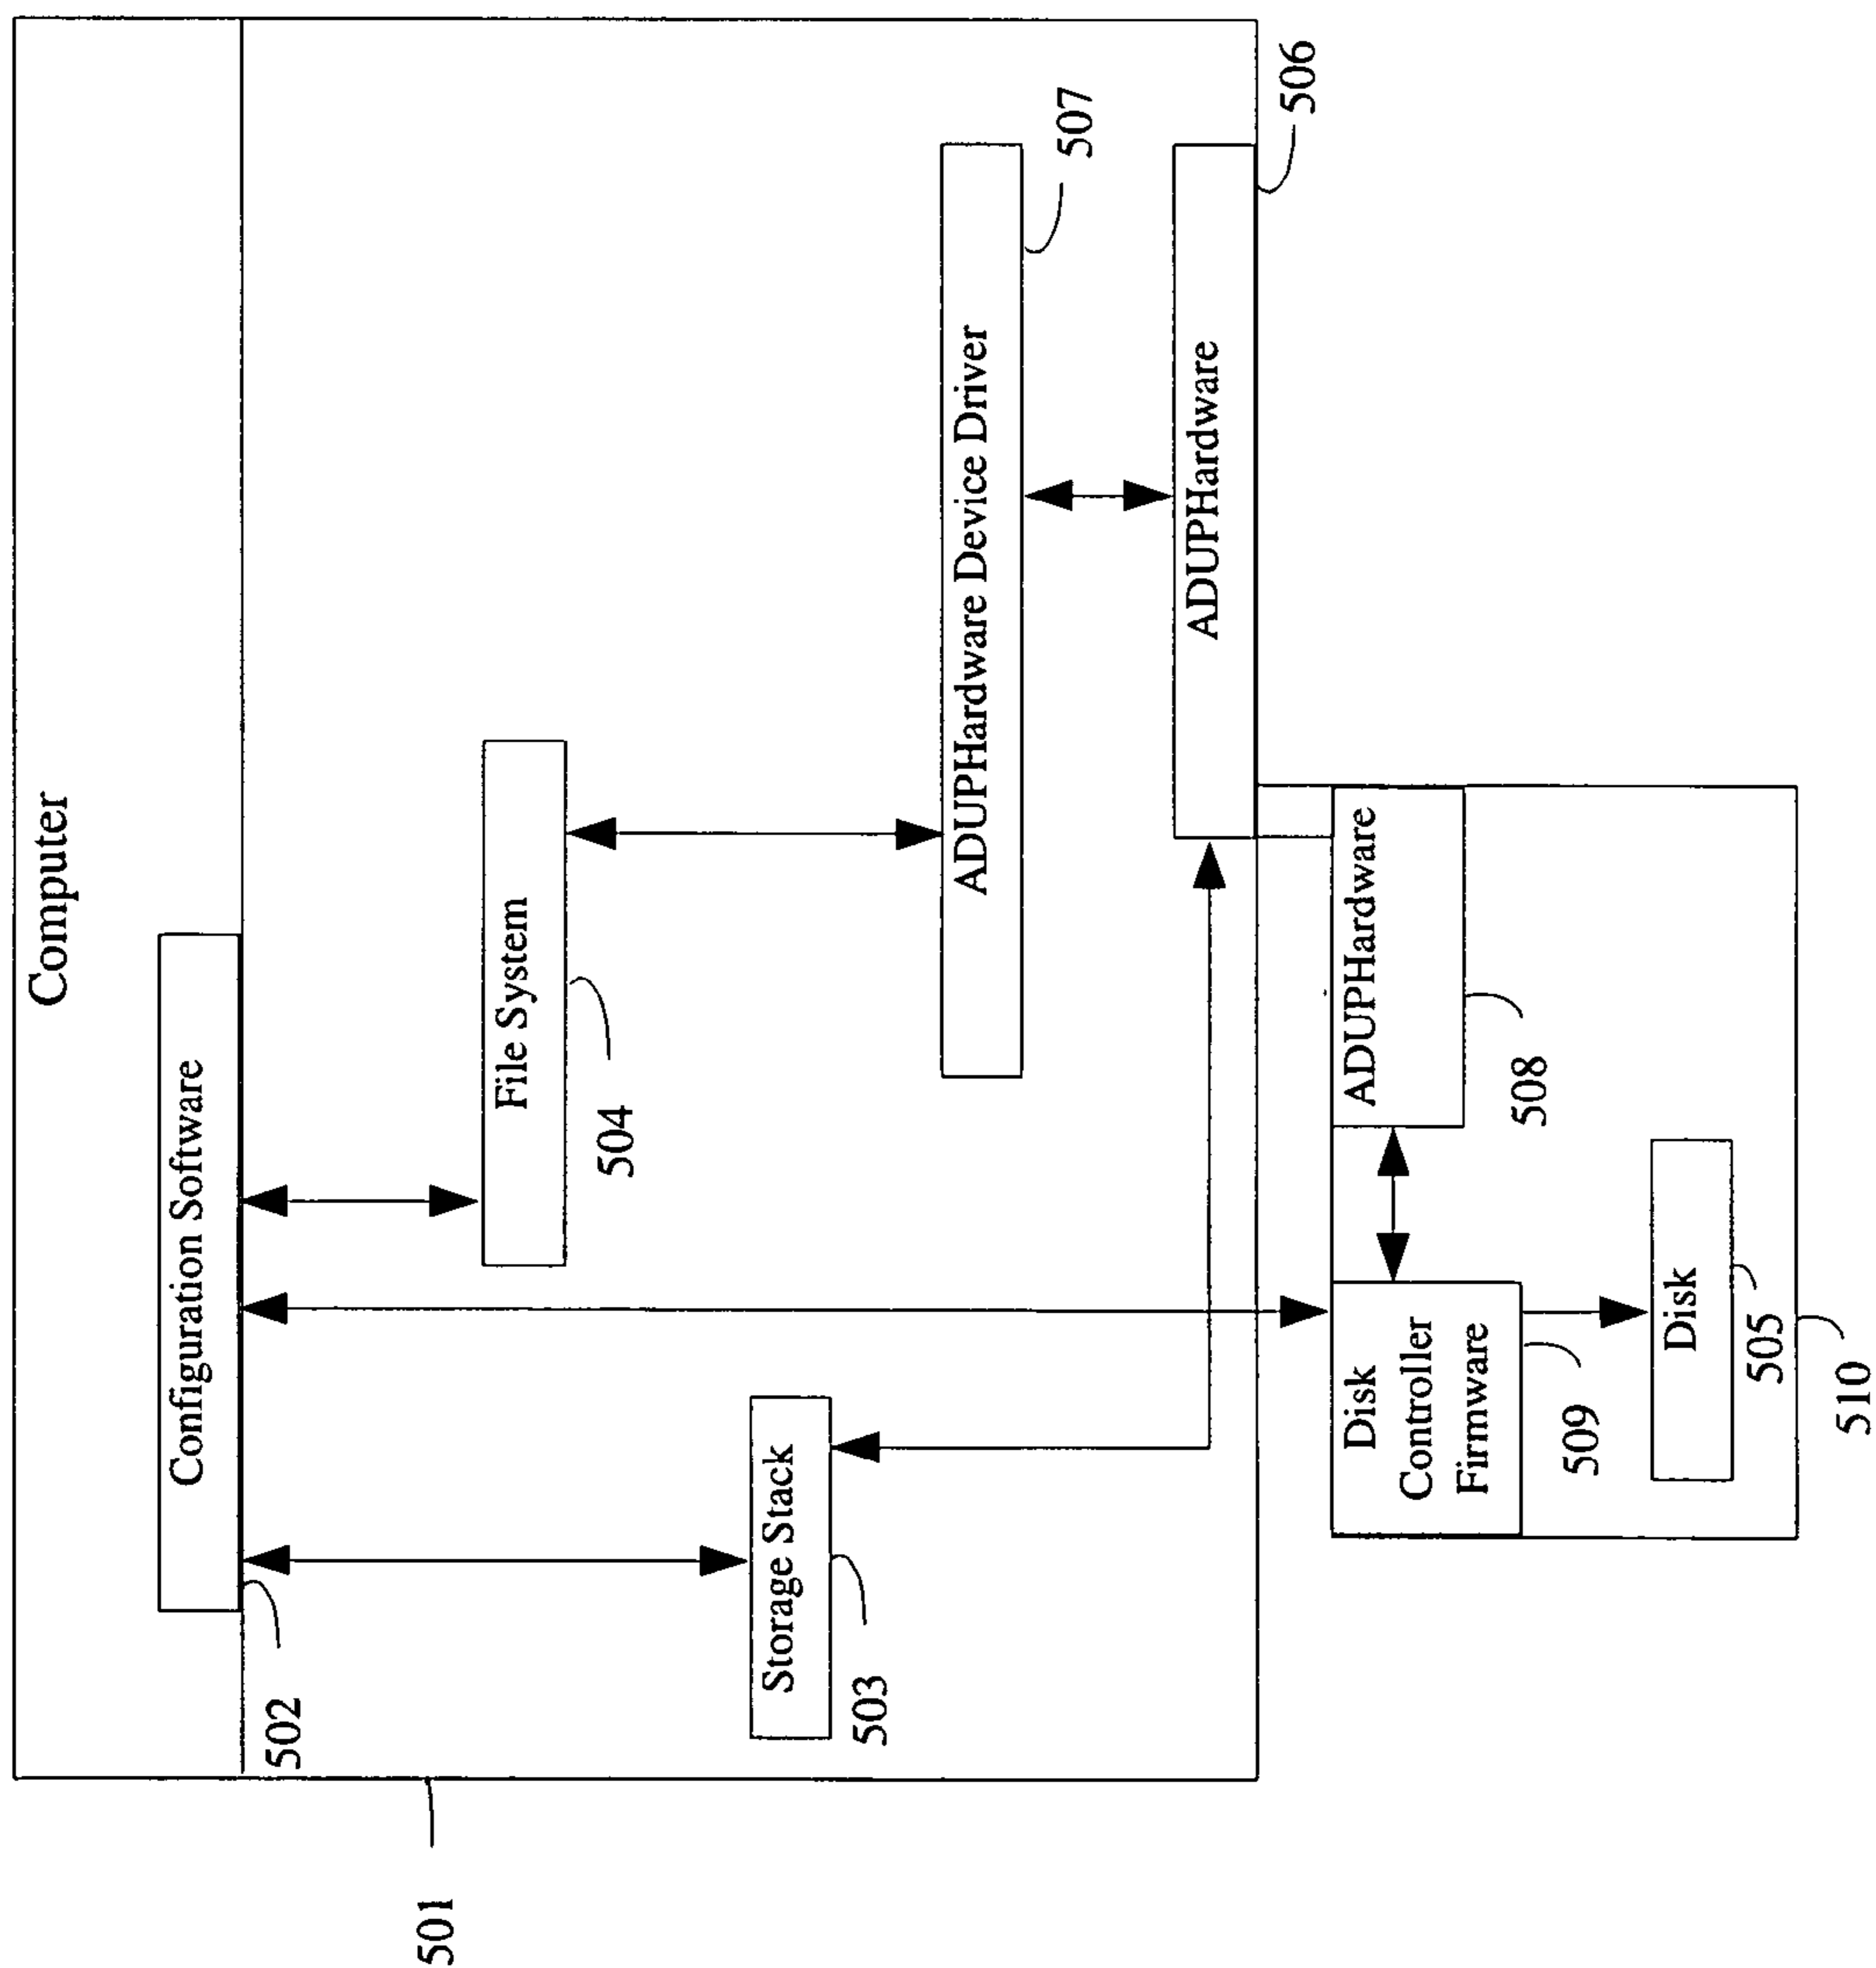 Computer
Configuration Software
502
501
File System
504
Storage Stack
503
ADUPHardware Device Driver
507
ADUPHardware
506
Disk
Controller
Firmware
509
ADUPHardware
508
Disk
505
510